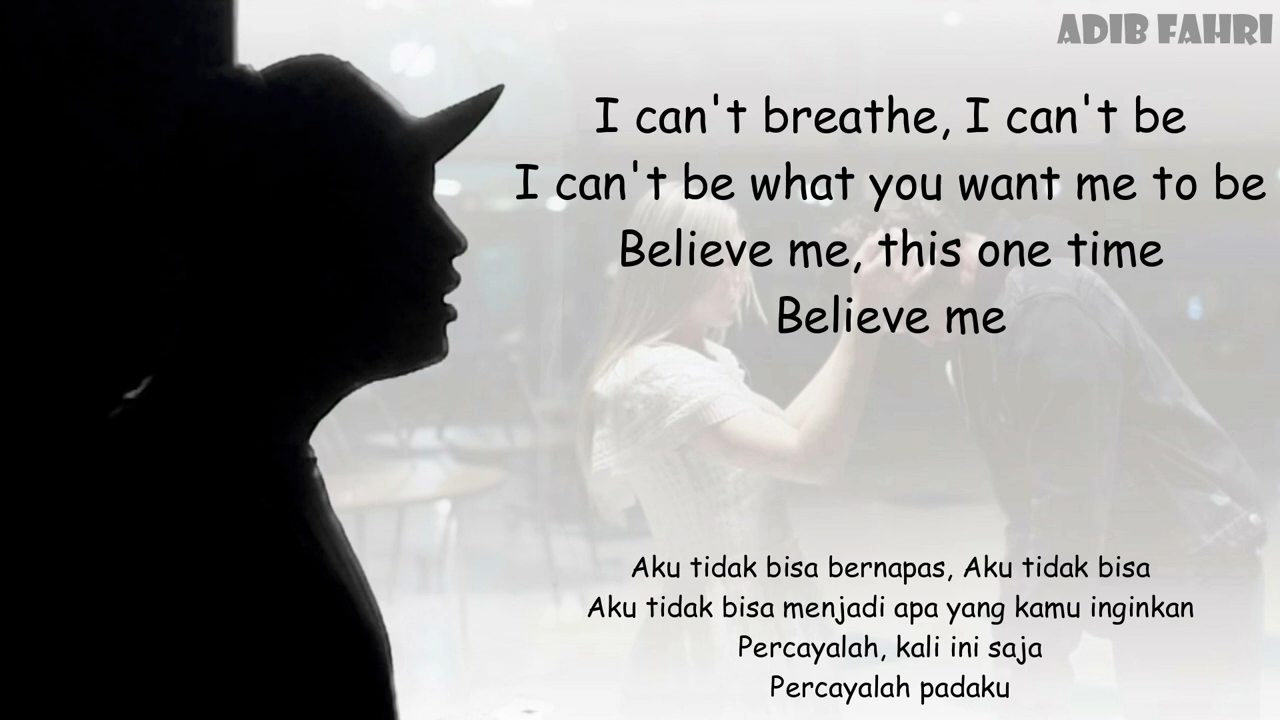 ADIB FAHRI
I can't breathe, I can't be
I can't be what you want me to be
Believe me, this one time
Believe me
Aku tidak bisa bernapas, Aku tidak bisa
Aku tidak bisa menjadi apa yang kamu inginkan
Percayalah, kali ini saja
Percayalah padaku